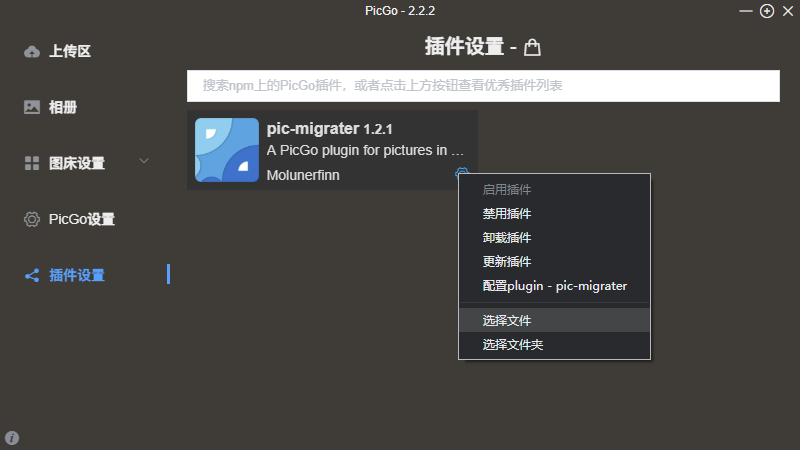 PicGo - 2.2.2
上传区
相册
图床设置
PicGo设置
插件设置
插件设置 -
搜索npm上的PicGo插件，或者点击上方按钮查看优秀插件列表
pic-migrater 1.2.1
A PicGo plugin for pictures in ...
Molunerfinn
启用插件
禁用插件
卸载插件
更新插件
配置plugin - pic-migrater
选择文件
选择文件夹